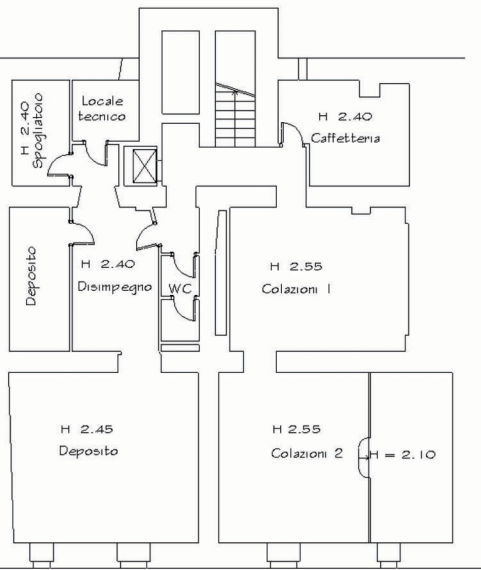 Locale
tecnico
H 2.40
Spogliatoio
H 2.40
Caffetteria
Deposito
H 2.40
Disimpegno
WC
H 2.55
Colazioni 1
H 2.45
Deposito
H 2.55
Colazioni 2
H = 2.10